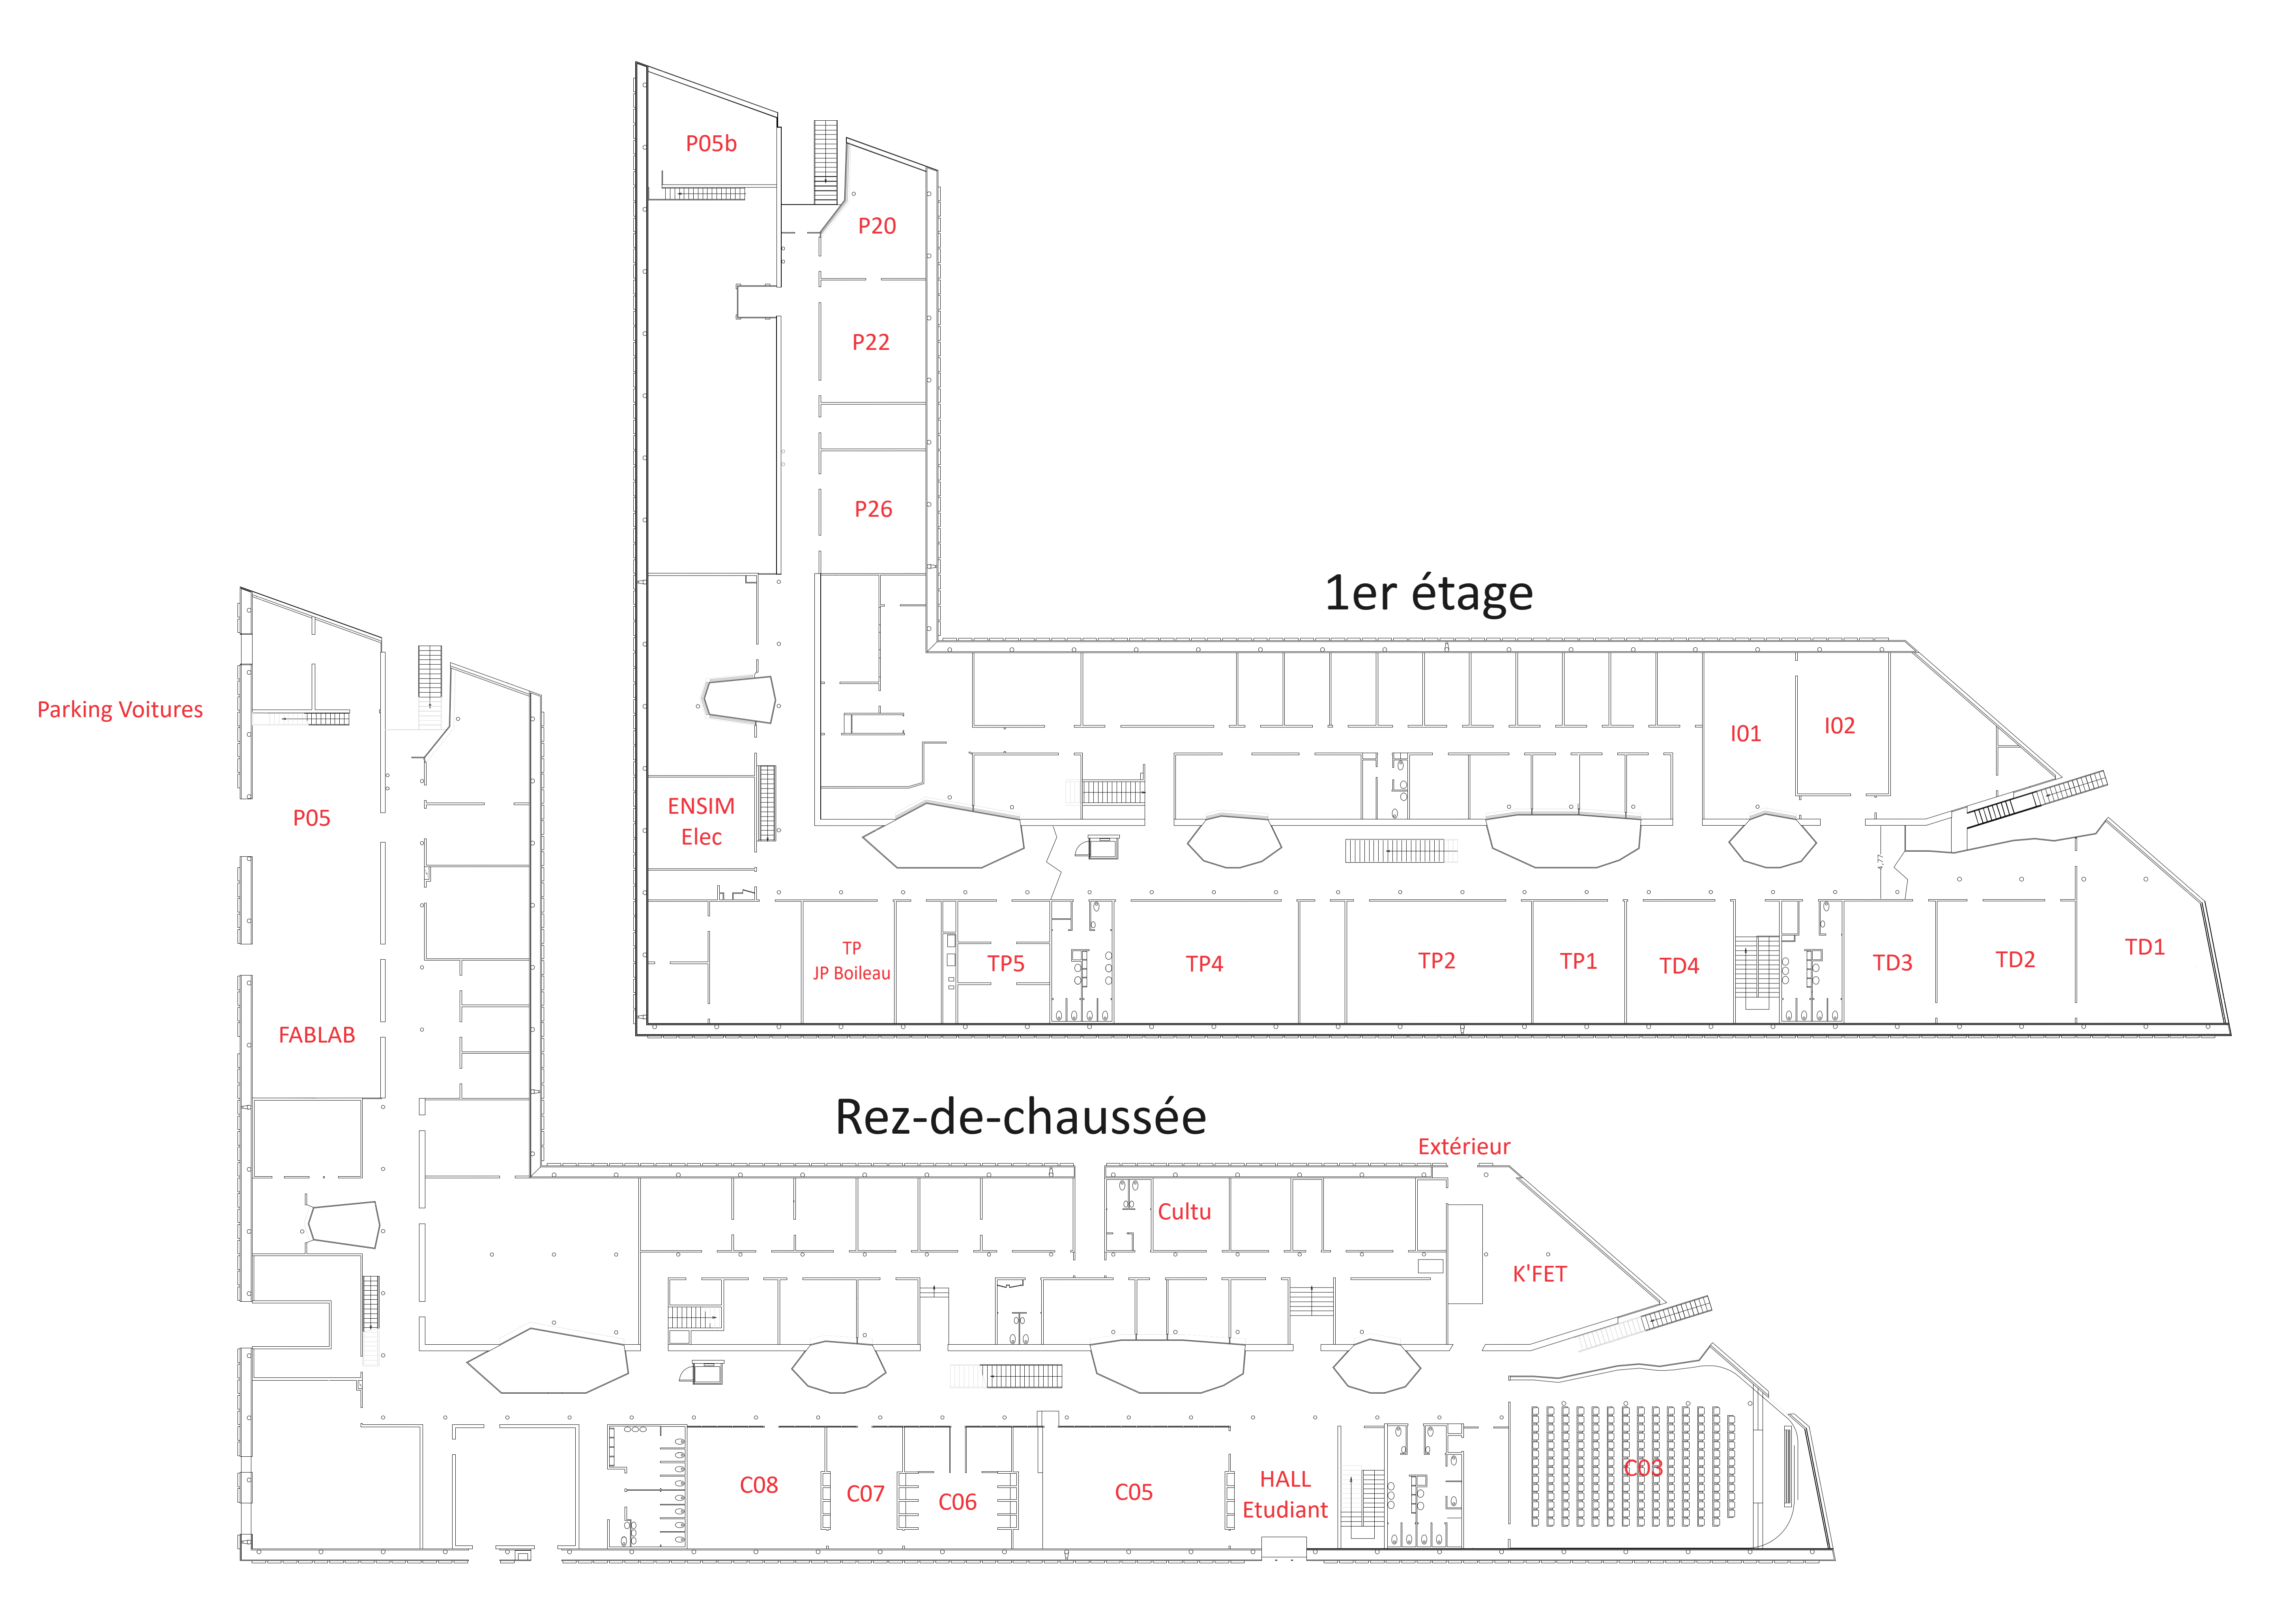 P05b
P20
P22
P26
1er étage
I01
I02
ENSIM
Elec
4,77
TP
JP Boileau
TP5
TP4
TP2
TP1
TD4
TD3
TD2
TD1
Parking Voitures
P05
FABLAB
Rez-de-chaussée
Extérieur
Cultu
K'FET
C08
C07
C06
C05
HALL
Etudiant
C03